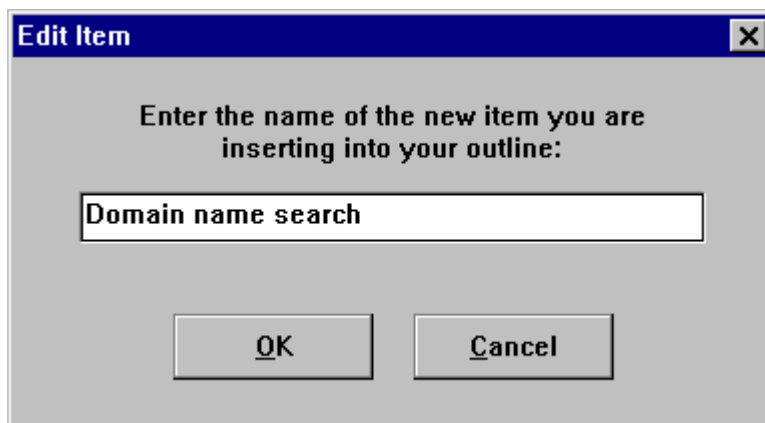 Edit Item
Enter the name of the new item you are
inserting into your outline:
Domain name search
OK
Cancel